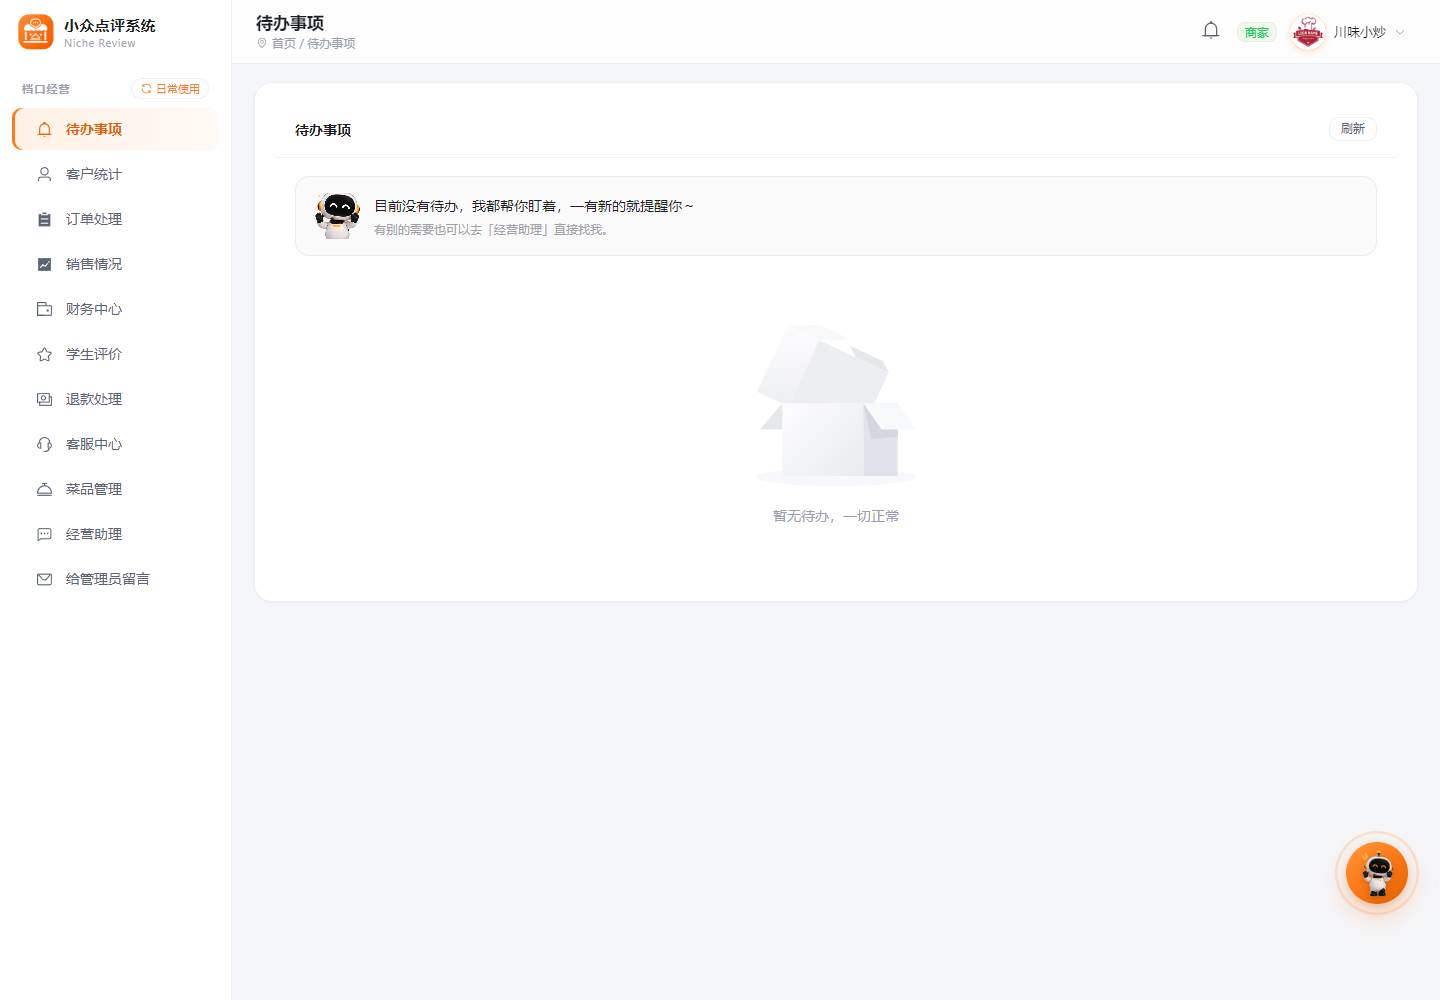 小众点评系统
Niche Review
档口经营
日常使用
待办事项
客户统计
订单处理
销售情况
财务中心
学生评价
退款处理
客服中心
菜品管理
经营助理
给管理员留言
待办事项
首页 / 待办事项
商家
川味小炒
待办事项
刷新
目前没有待办，我都帮你盯着，一有新的就提醒你～
有别的需要也可以去「经营助理」直接找我。
暂无待办，一切正常